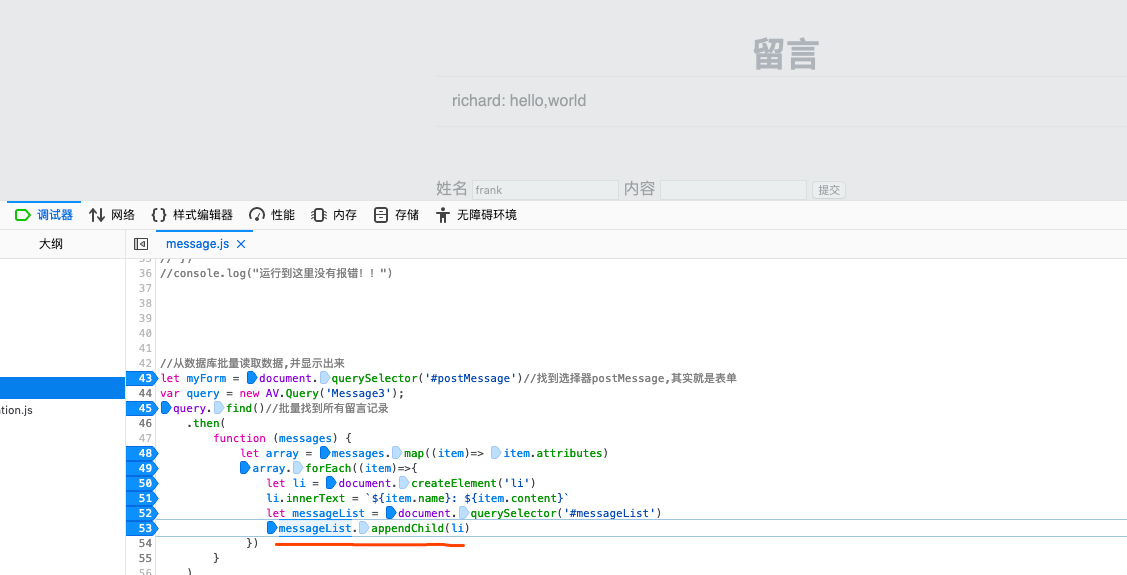 留言
richard: hello,world
姓名 frank 内容 提交
调试器 网络 样式编辑器 性能 内存 存储 无障碍环境
大纲 message.js
36 //console.log("运行到这里没有报错！！")
37
38
39
40
41
42 //从数据库批量读取数据,并显示出来
43 let myForm = document.querySelector('#postMessage')//找到选择器postMessage,其实就是表单
44 var query = new AV.Query('Message3');
tion.js
45 query.find()//批量找到所有留言记录
46 .then(
47 function (messages) {
48 let array = messages.map((item)=> item.attributes)
49 array.forEach((item)=>{
50 let li = document.createElement('li')
51 li.innerText = `${item.name}: ${item.content}`
52 let messageList = document.querySelector('#messageList')
53 messageList.appendChild(li)
54 })
55 }
56 )